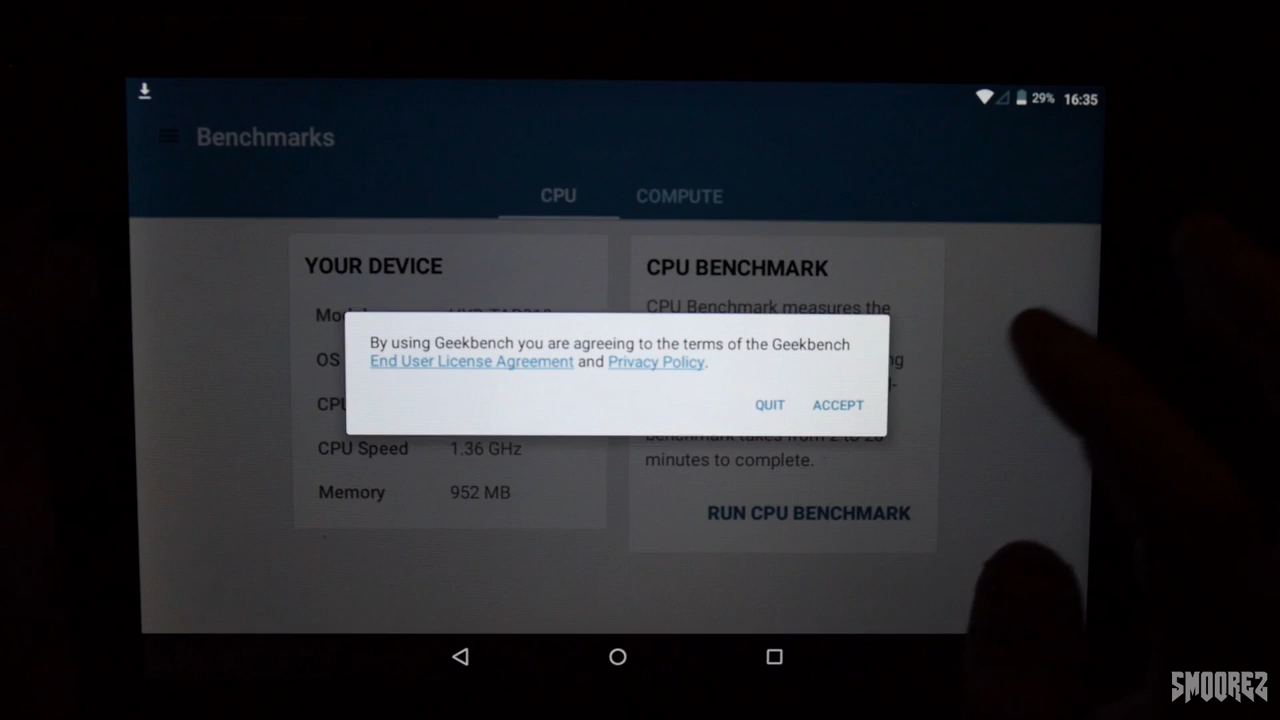 29% 16:35
Benchmarks
CPU COMPUTE
YOUR DEVICE
CPU BENCHMARK
CPU Benchmark measures the
By using Geekbench you are agreeing to the terms of the Geekbench
End User License Agreement and Privacy Policy.
QUIT ACCEPT
OS
CPU Speed 1.36 GHz
minutes to complete.
Memory 952 MB
RUN CPU BENCHMARK
SMOOREZ